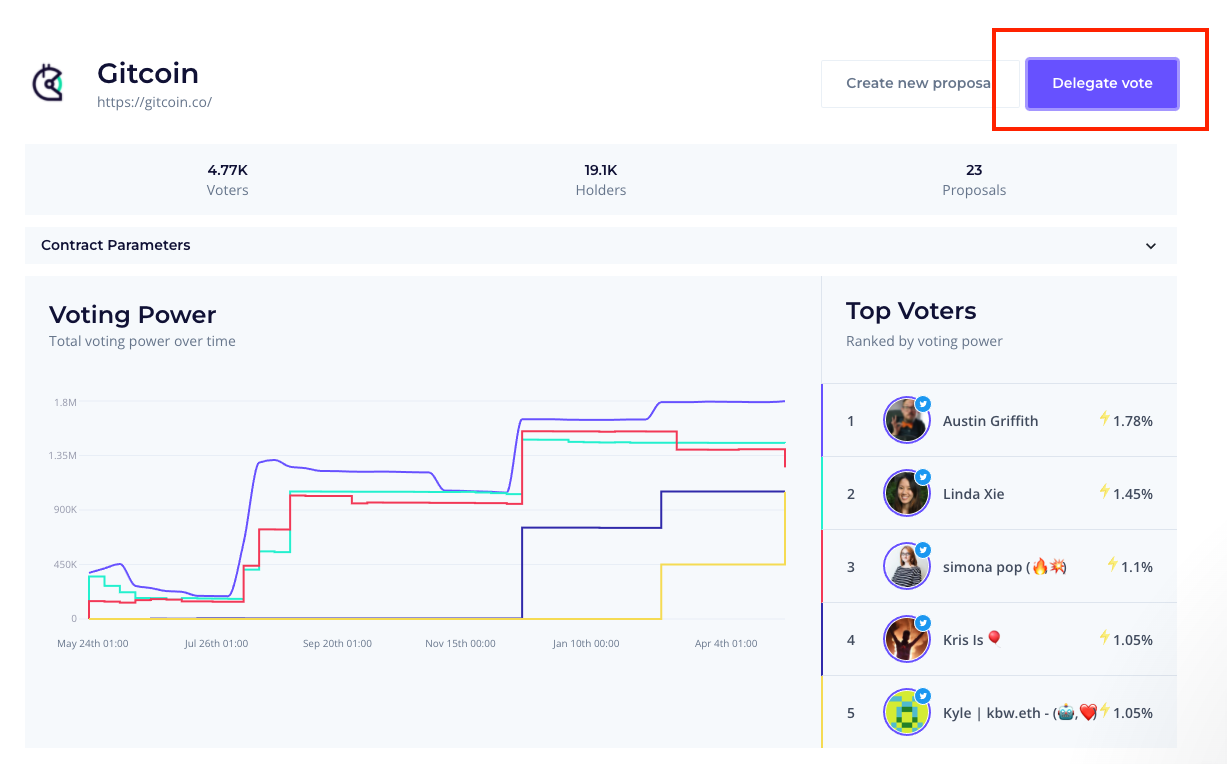 Gitcoin
https://gitcoin.co/
Create new proposa
Delegate vote
4.77K
Voters
19.1K
Holders
23
Proposals
Contract Parameters
Voting Power
Total voting power over time
1.8M
1.35M
900K
450K
0
May 24th 01:00
Jul 26th 01:00
Sep 20th 01:00
Nov 15th 00:00
Jan 10th 00:00
Apr 4th 01:00
Top Voters
Ranked by voting power
1 Austin Griffith ⚡1.78%
2 Linda Xie ⚡1.45%
3 simona pop (🔥💥) ⚡1.1%
4 Kris Is 🎈 ⚡1.05%
5 Kyle | kbw.eth - (🤖,❤️) ⚡1.05%